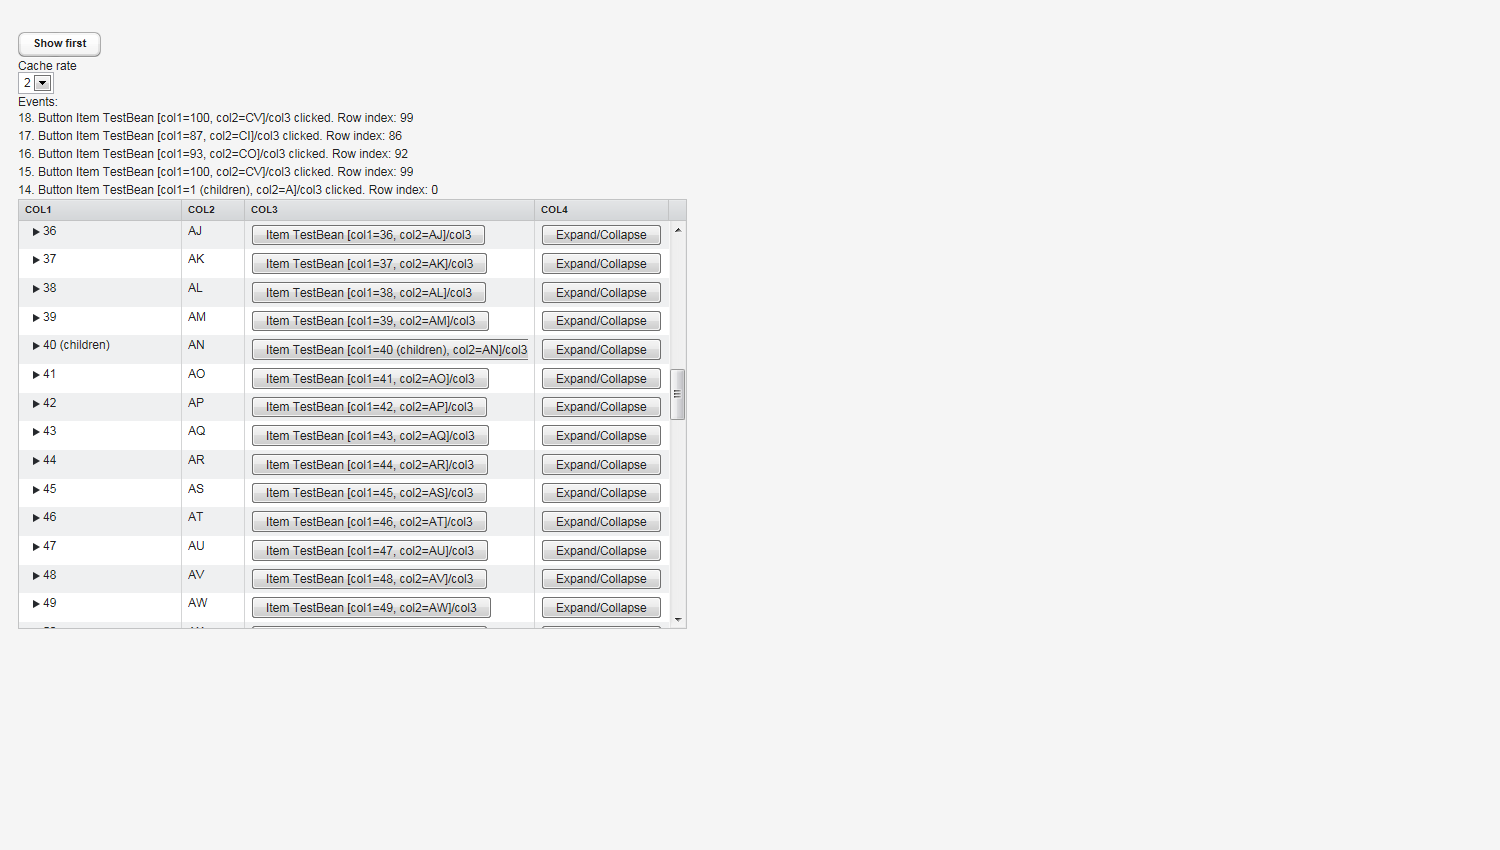 Show first
Cache rate
2
Events:
18. Button Item TestBean [col1=100, col2=CV]/col3 clicked. Row index: 99
17. Button Item TestBean [col1=87, col2=CI]/col3 clicked. Row index: 86
16. Button Item TestBean [col1=93, col2=CO]/col3 clicked. Row index: 92
15. Button Item TestBean [col1=100, col2=CV]/col3 clicked. Row index: 99
14. Button Item TestBean [col1=1 (children), col2=A]/col3 clicked. Row index: 0
COL1 COL2 COL3 COL4
36 AJ Item TestBean [col1=36, col2=AJ]/col3 Expand/Collapse
37 AK Item TestBean [col1=37, col2=AK]/col3 Expand/Collapse
38 AL Item TestBean [col1=38, col2=AL]/col3 Expand/Collapse
39 AM Item TestBean [col1=39, col2=AM]/col3 Expand/Collapse
40 (children) AN Item TestBean [col1=40 (children), col2=AN]/col3 Expand/Collapse
41 AO Item TestBean [col1=41, col2=AO]/col3 Expand/Collapse
42 AP Item TestBean [col1=42, col2=AP]/col3 Expand/Collapse
43 AQ Item TestBean [col1=43, col2=AQ]/col3 Expand/Collapse
44 AR Item TestBean [col1=44, col2=AR]/col3 Expand/Collapse
45 AS Item TestBean [col1=45, col2=AS]/col3 Expand/Collapse
46 AT Item TestBean [col1=46, col2=AT]/col3 Expand/Collapse
47 AU Item TestBean [col1=47, col2=AU]/col3 Expand/Collapse
48 AV Item TestBean [col1=48, col2=AV]/col3 Expand/Collapse
49 AW Item TestBean [col1=49, col2=AW]/col3 Expand/Collapse